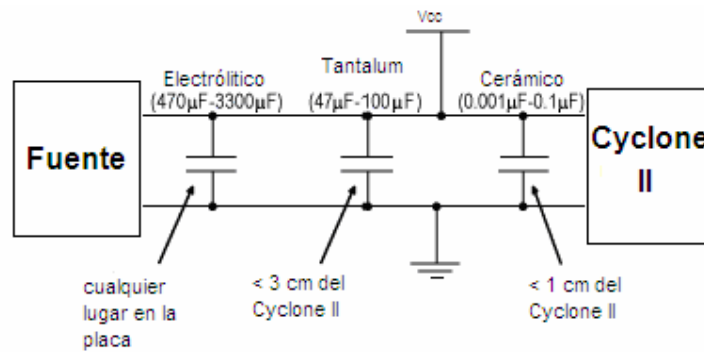 Vcc
Electrólitico
(470µF-3300µF)
Tantalum
(47µF-100µF)
Cerámico
(0.001µF-0.1µF)
Fuente
Cyclone
II
cualquier
lugar en la
placa
< 3 cm del
Cyclone II
< 1 cm del
Cyclone II